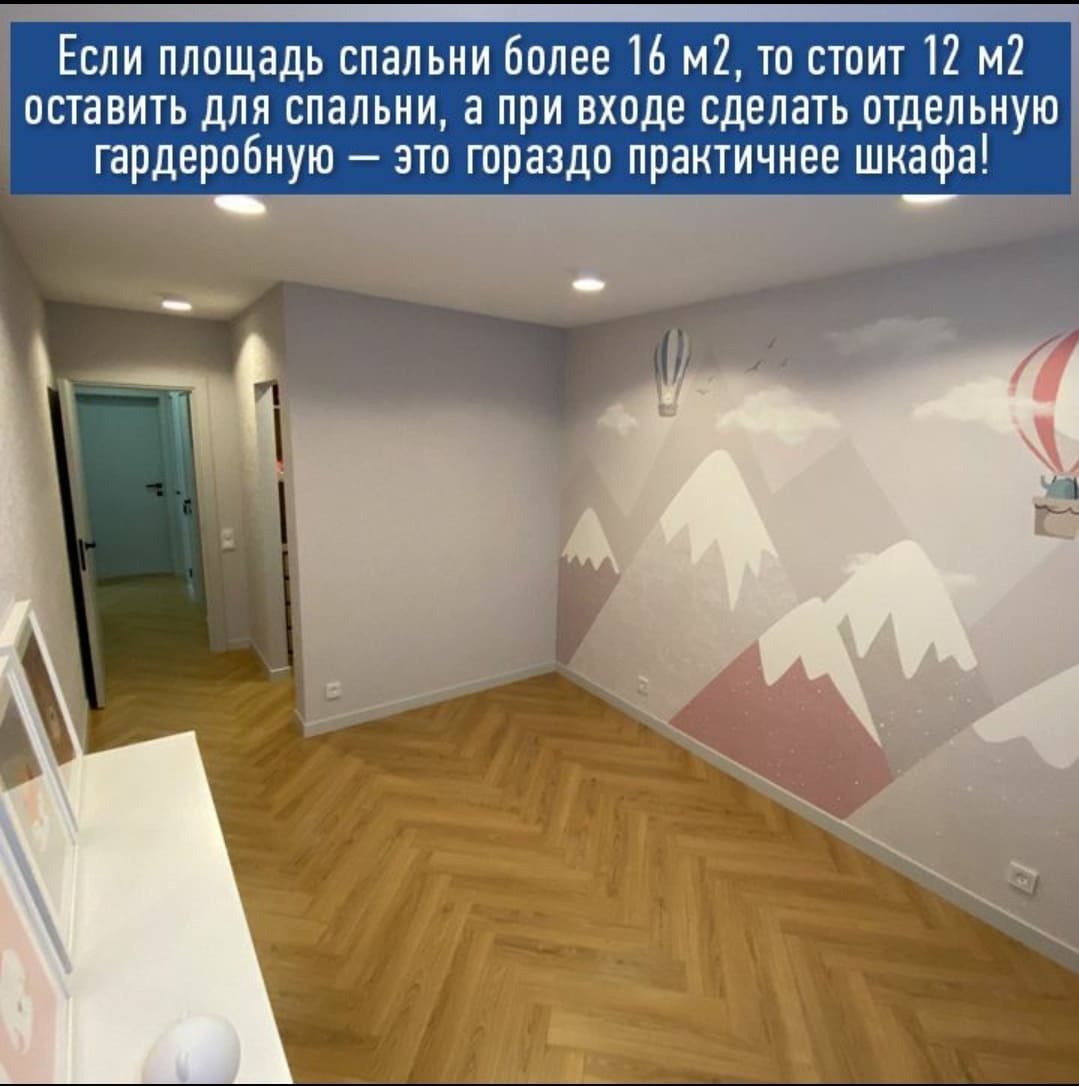 Если площадь спальни более 16 м2, то стоит 12 м2
оставить для спальни, а при входе сделать отдельную
гардеробную — это гораздо практичнее шкафа!